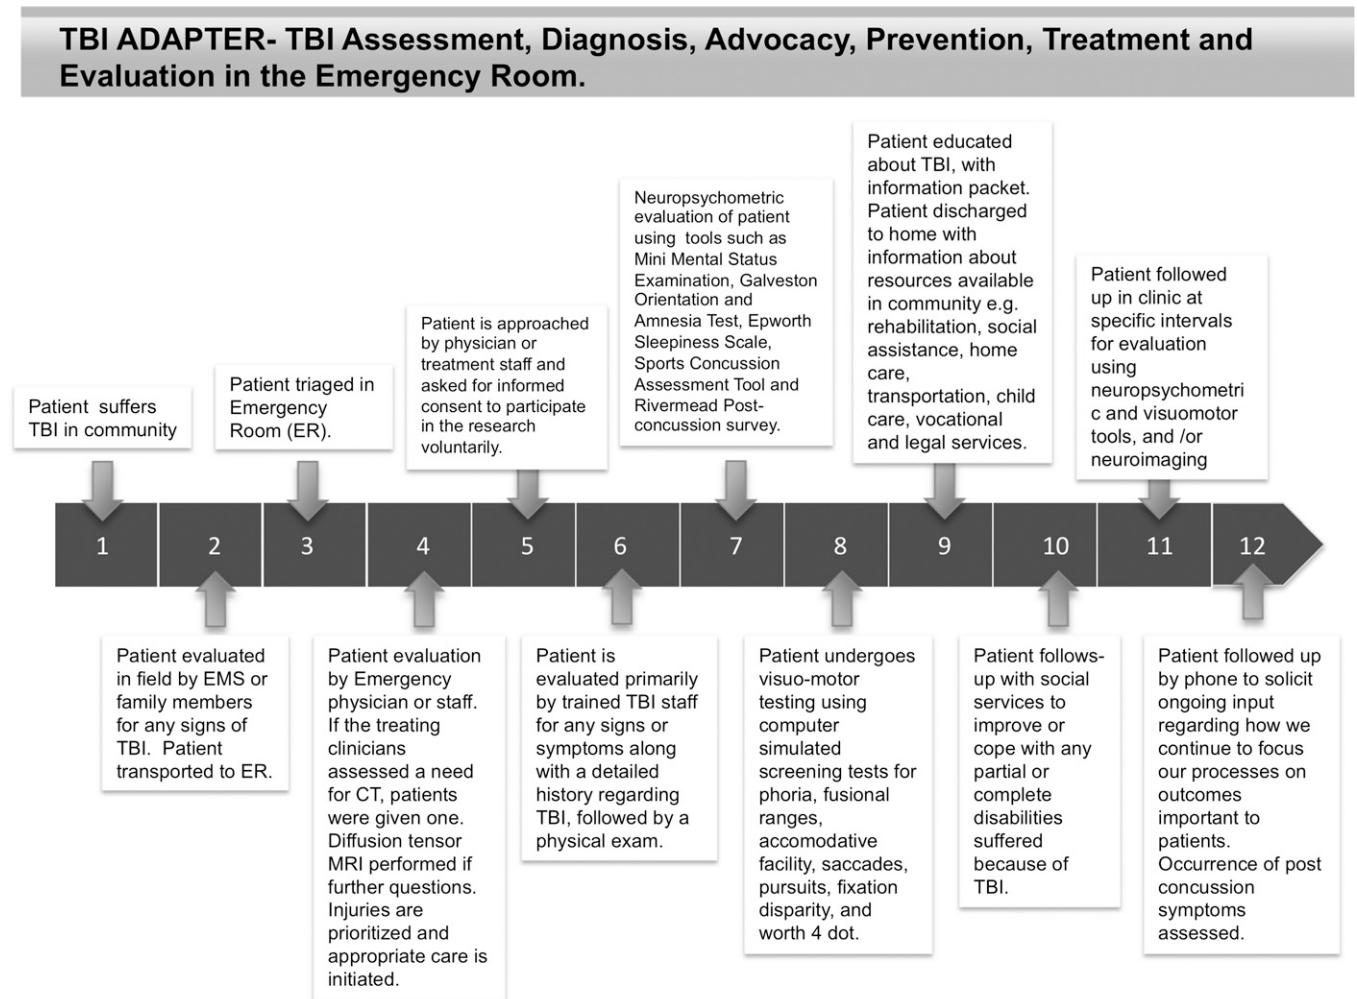 TBI ADAPTER- TBI Assessment, Diagnosis, Advocacy, Prevention, Treatment and
Evaluation in the Emergency Room.
Patient suffers
TBI in community
Patient triaged in
Emergency
Room (ER).
Patient is approached
by physician or
treatment staff and
asked for informed
consent to participate
in the research
voluntarily.
Neuropsychometric
evaluation of patient
using tools such as
Mini Mental Status
Examination, Galveston
Orientation and
Amnesia Test, Epworth
Sleepiness Scale,
Sports Concussion
Assessment Tool and
Rivermead Post-
concussion survey.
Patient educated
about TBI, with
information packet.
Patient discharged
to home with
information about
resources available
in community e.g.
rehabilitation, social
assistance, home
care,
transportation, child
care, vocational
and legal services.
Patient followed
up in clinic at
specific intervals
for evaluation
using
neuropsychometri
c and visuomotor
tools, and /or
neuroimaging
1 2 3 4 5 6 7 8 9 10 11 12
Patient evaluated
in field by EMS or
family members
for any signs of
TBI. Patient
transported to ER.
Patient evaluation
by Emergency
physician or staff.
If the treating
clinicians
assessed a need
for CT, patients
were given one.
Diffusion tensor
MRI performed if
further questions.
Injuries are
prioritized and
appropriate care is
initiated.
Patient is
evaluated primarily
by trained TBI staff
for any signs or
symptoms along
with a detailed
history regarding
TBI, followed by a
physical exam.
Patient undergoes
visuo-motor
testing using
computer
simulated
screening tests for
phoria, fusional
ranges,
accomodative
facility, saccades,
pursuits, fixation
disparity, and
worth 4 dot.
Patient follows-
up with social
services to
improve or
cope with any
partial or
complete
disabilities
suffered
because of
TBI.
Patient followed up
by phone to solicit
ongoing input
regarding how we
continue to focus
our processes on
outcomes
important to
patients.
Occurrence of post
concussion
symptoms
assessed.